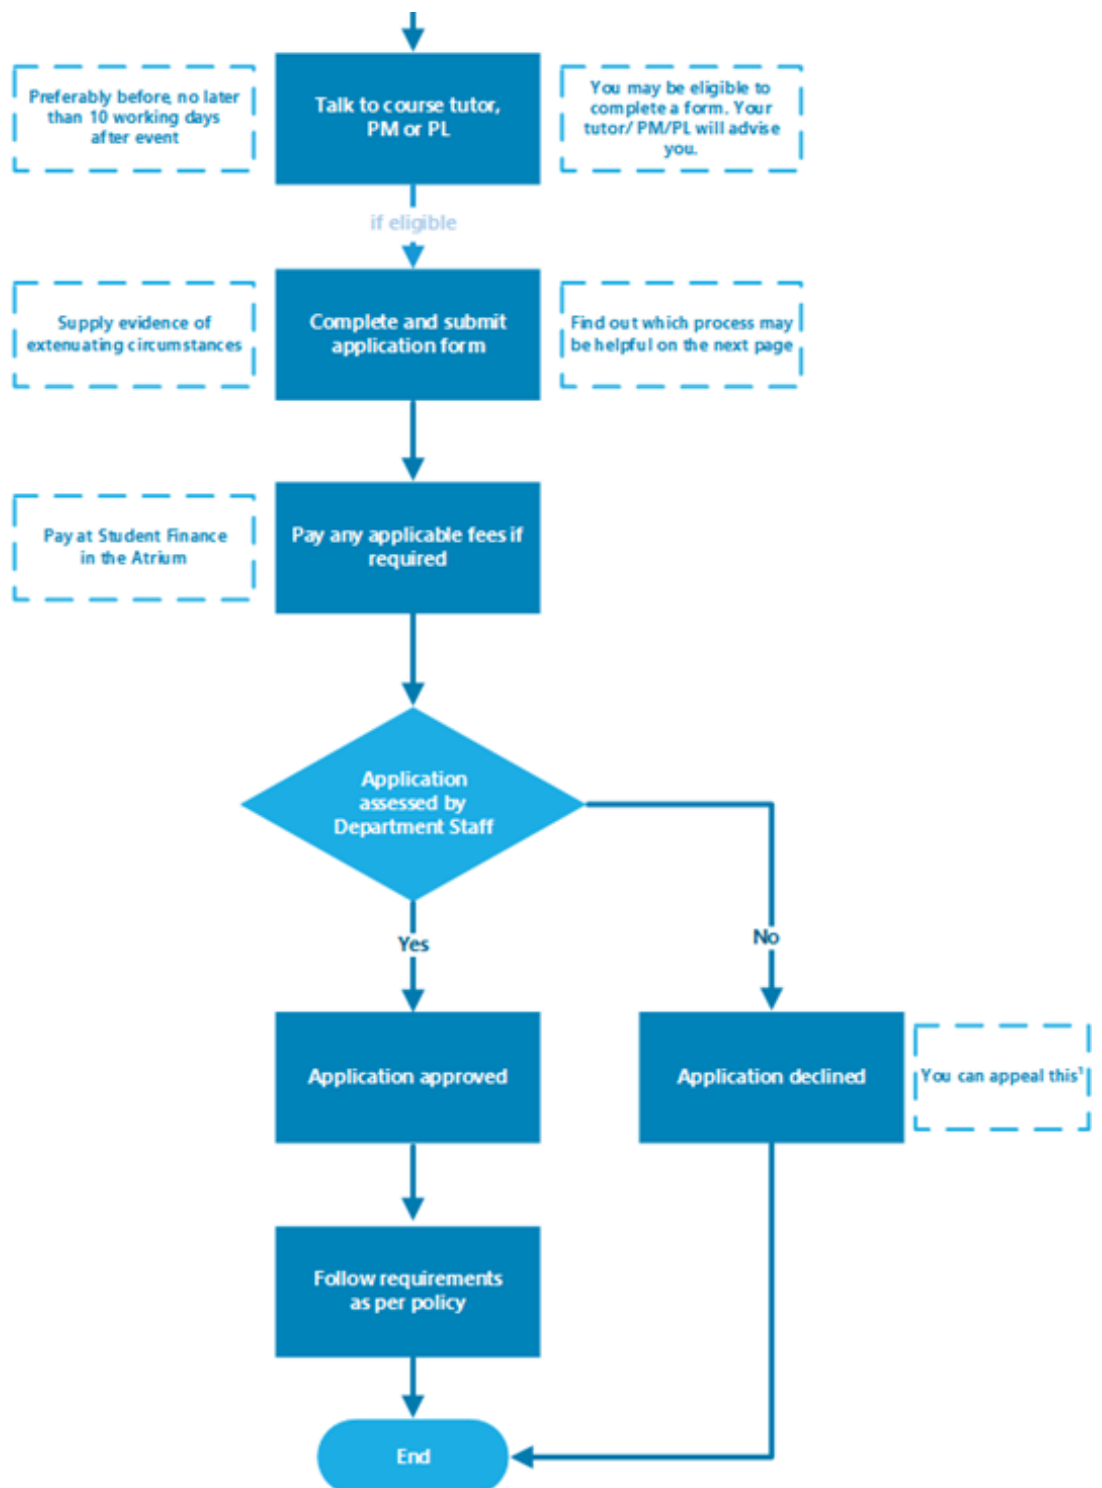 Preferably before, no later
than 10 working days
after event
Talk to course tutor,
PM or PL
You may be eligible to
complete a form. Your
tutor/ PM/PL will advise
you.
if eligible
Supply evidence of
extenuating circumstances
Complete and submit
application form
Find out which process may
be helpful on the next page
Pay at Student Finance
in the Atrium
Pay any applicable fees if
required
Application
assessed by
Department Staff
Yes
No
Application approved
Application declined
You can appeal this¹
Follow requirements
as per policy
End